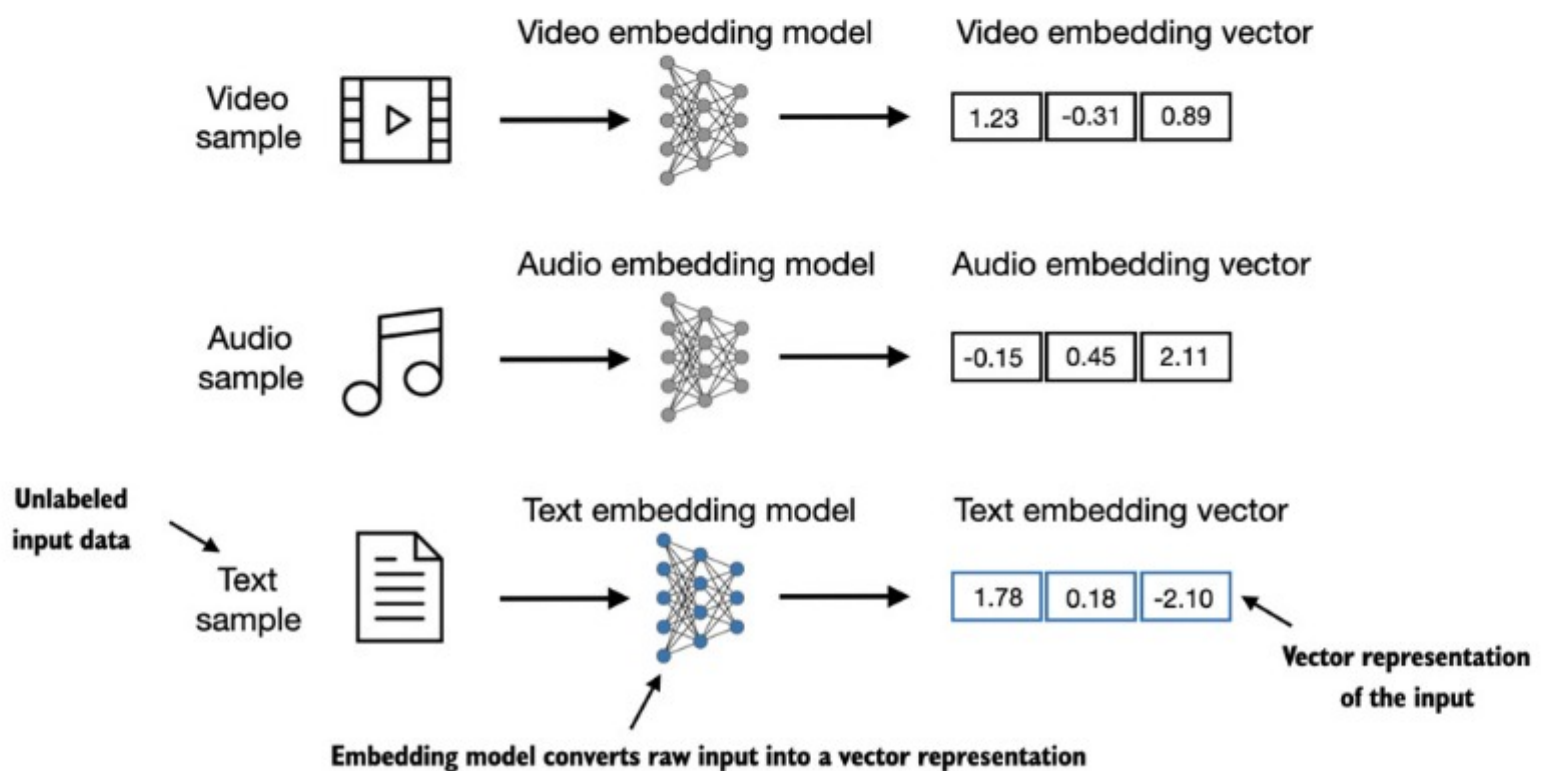 Video embedding model
Video embedding vector
Video
sample
1.23 -0.31 0.89
Audio embedding model
Audio embedding vector
Audio
sample
-0.15 0.45 2.11
Unlabeled
input data
Text embedding model
Text embedding vector
Text
sample
1.78 0.18 -2.10
Vector representation
of the input
Embedding model converts raw input into a vector representation